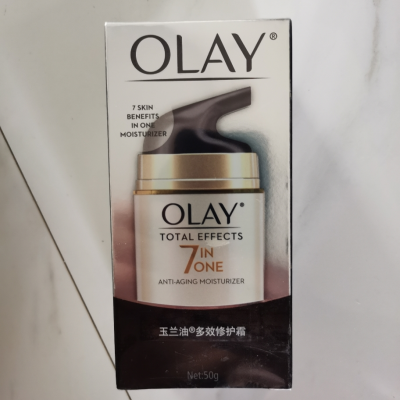 OLAY®
7 SKIN
BENEFITS
IN ONE
MOISTURIZER
OLAY®
TOTAL EFFECTS
7 IN ONE
ANTI-AGING MOISTURIZER
玉兰油®多效修护霜
Net:50g